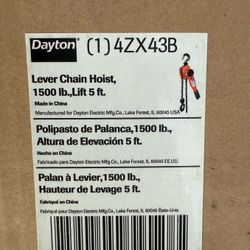 Dayton (1) 4ZX43B
Lever Chain Hoist,
1500 lb., Lift 5 ft.
Made in China
Manufactured for Dayton Electric Mfg.Co., Lake Forest, IL 60045 USA
Polipasto de Palanca, 1500 lb.,
Altura de Elevación 5 ft.
Hecho en China
Fabricado para Dayton Electric Mfg.Co., Lake Forest, IL 60045 EE.UU.
Palan à Levier, 1500 lb.,
Hauteur de Levage 5 ft.
Fabriqué en China
Fabriqué pour Dayton Electric Mfg.Co., Lake Forest, IL 60045 États-Unis